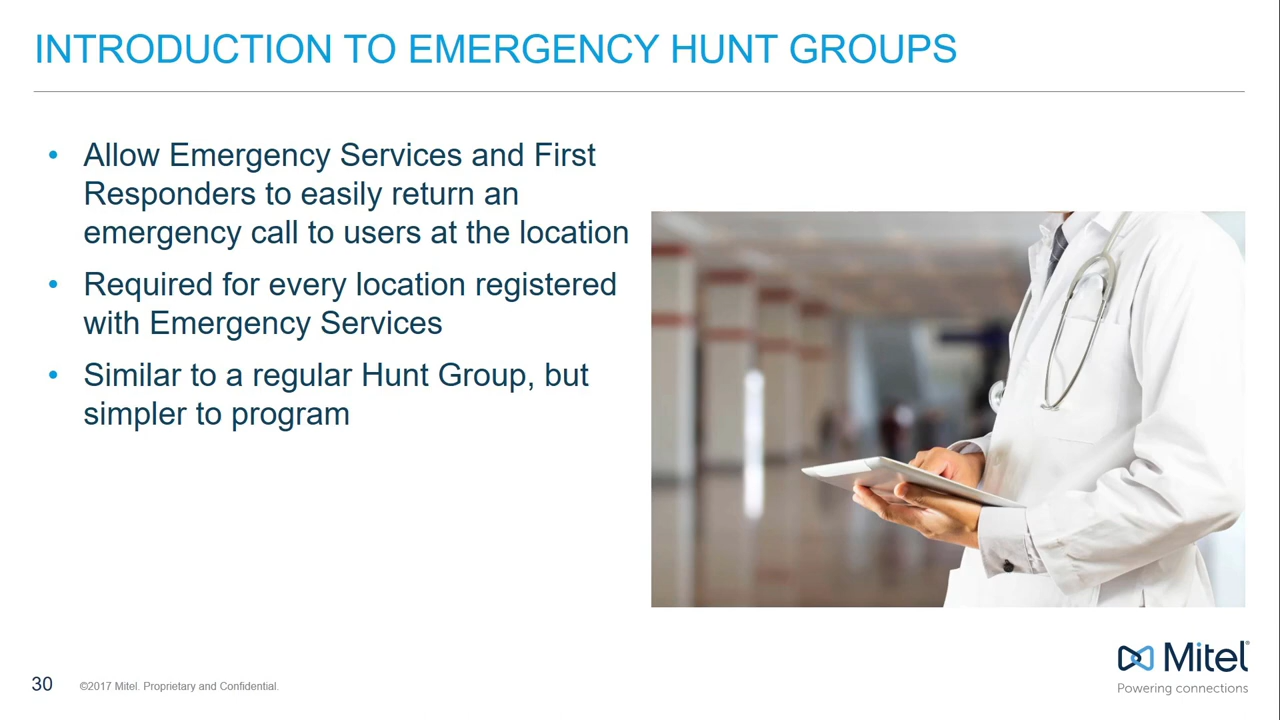 INTRODUCTION TO EMERGENCY HUNT GROUPS
• Allow Emergency Services and First
Responders to easily return an
emergency call to users at the location
• Required for every location registered
with Emergency Services
• Similar to a regular Hunt Group, but
simpler to program
Mitel®
Powering connections
30 ©2017 Mitel. Proprietary and Confidential.